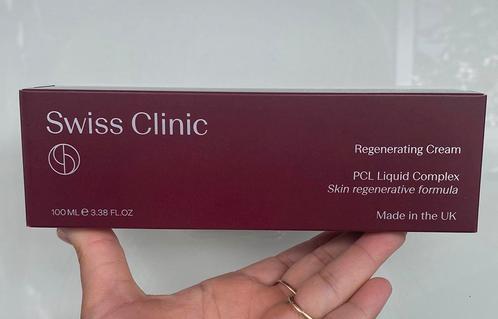 Swiss Clinic
Regenerating Cream
PCL Liquid Complex
Skin regenerative formula
100 ML ℮ 3.38 FL.OZ
Made in the UK